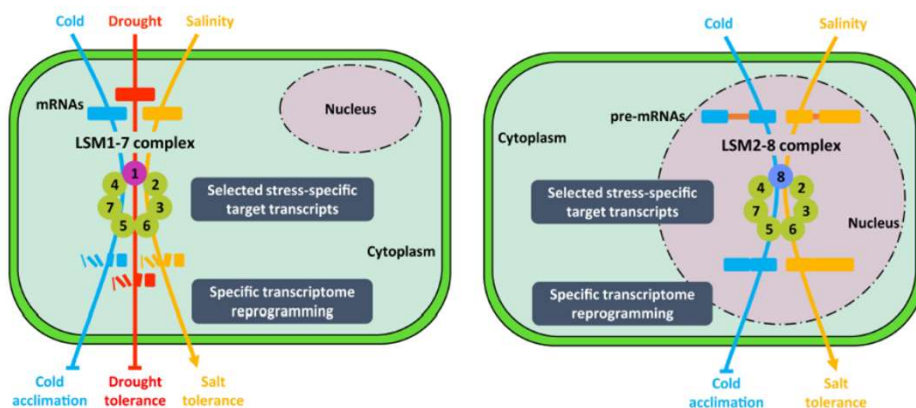 Cold
Drought
Salinity
mRNAs
Nucleus
LSM1-7 complex
1
4
2
7
3
5
6
Selected stress-specific
target transcripts
Cytoplasm
Specific transcriptome
reprogramming
Cold
acclimation
Drought
tolerance
Salt
tolerance
Cold
Salinity
Cytoplasm
pre-mRNAs
LSM2-8 complex
8
4
2
7
3
5
6
Selected stress-specific
target transcripts
Nucleus
Specific transcriptome
reprogramming
Cold
acclimation
Salt
tolerance